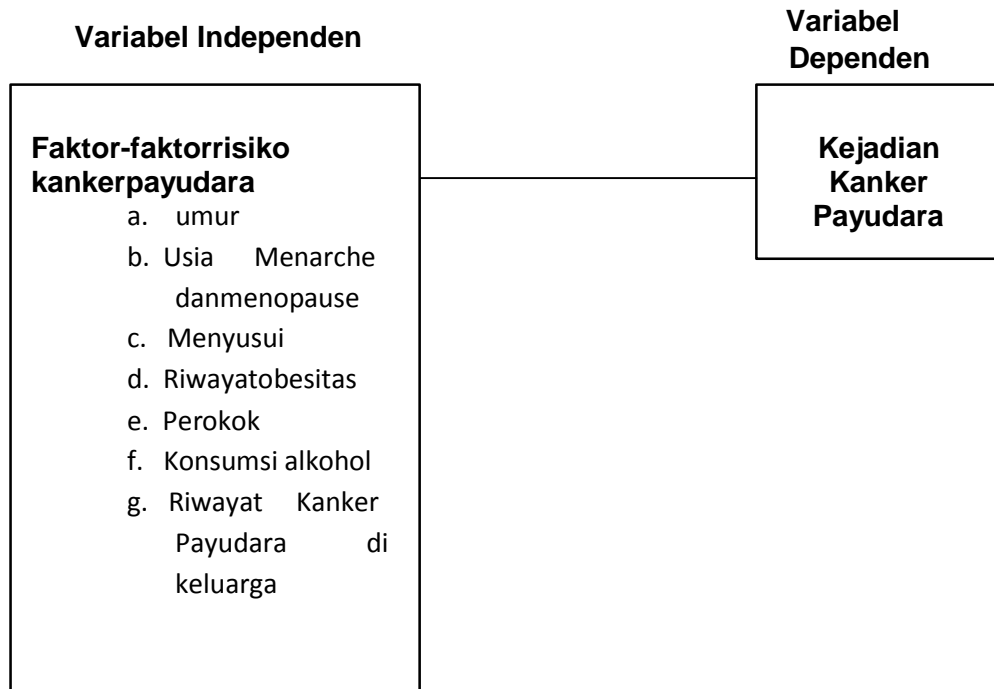 Variabel Independen
Variabel
Dependen
Faktor-faktorrisiko
kankerpayudara
a. umur
b. Usia Menarche
danmenopause
c. Menyusui
d. Riwayatobesitas
e. Perokok
f. Konsumsi alkohol
g. Riwayat Kanker
Payudara di
keluarga
Kejadian
Kanker
Payudara